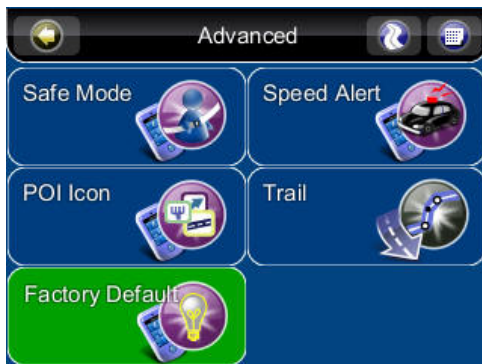 Advanced
Safe Mode
Speed Alert
POI Icon
Trail
Factory Default